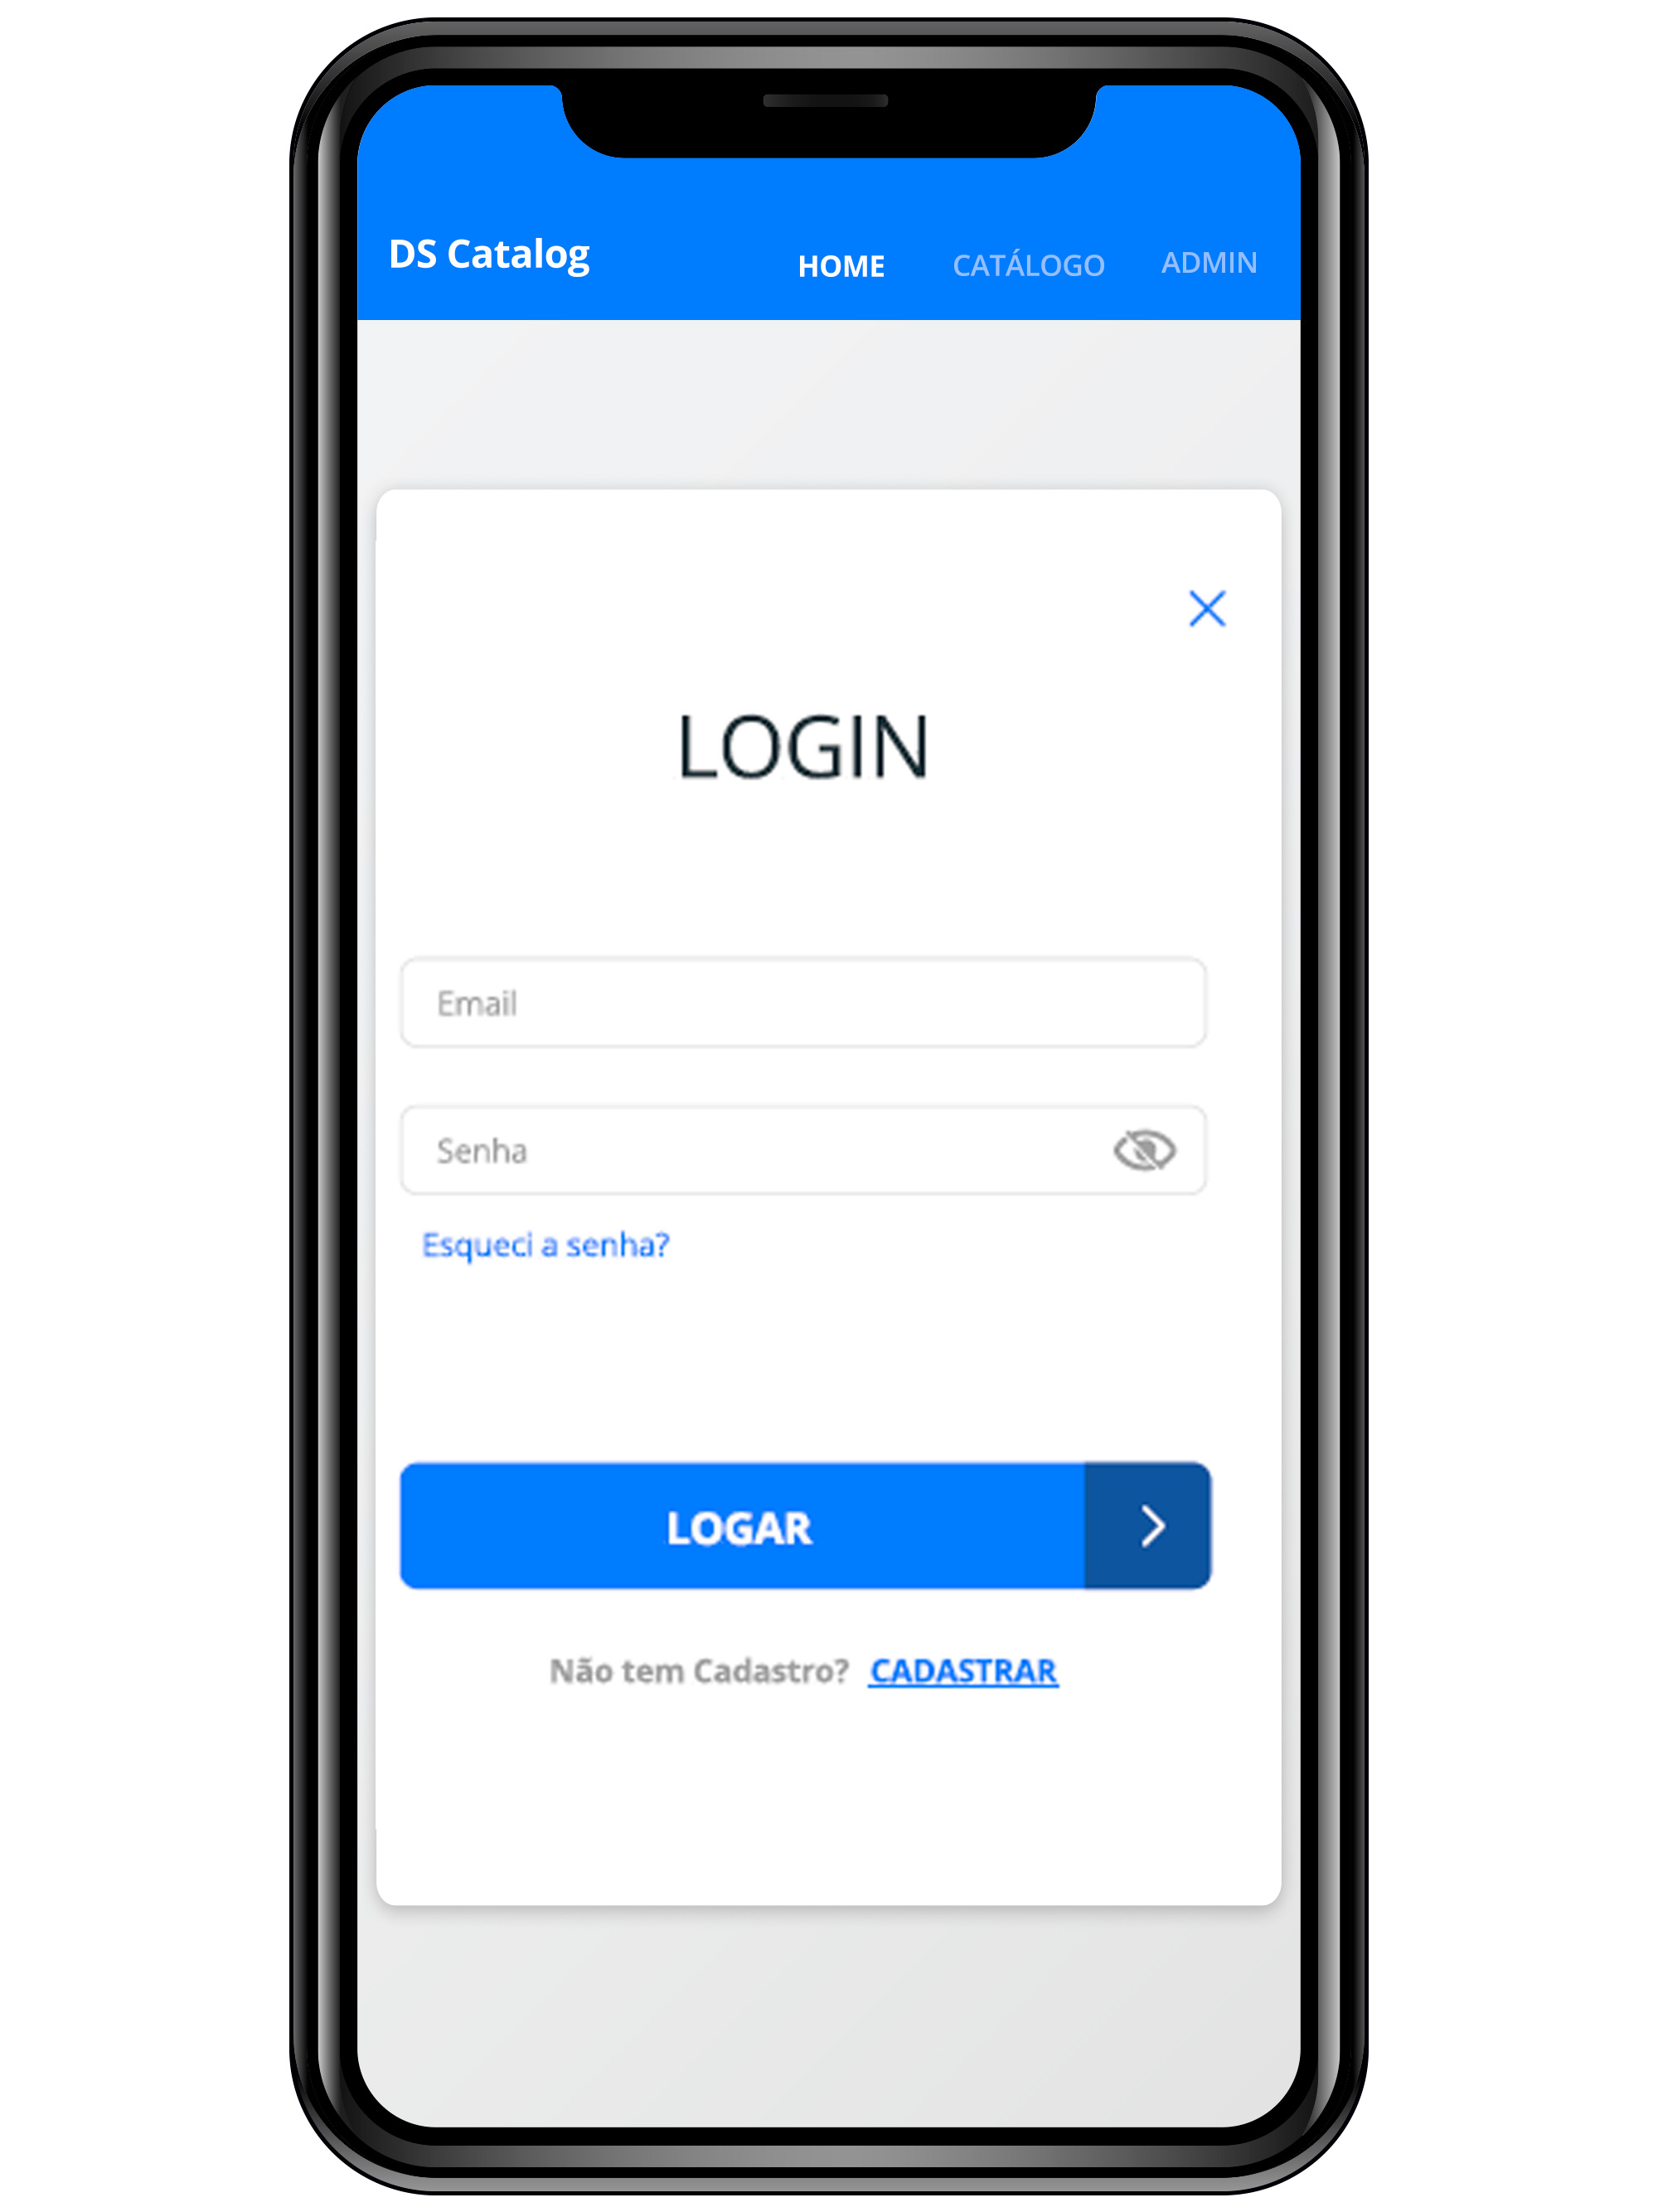 DS Catalog HOME CATÁLOGO ADMIN
LOGIN
Email
Senha
Esqueci a senha?
LOGAR
Não tem Cadastro? CADASTRAR